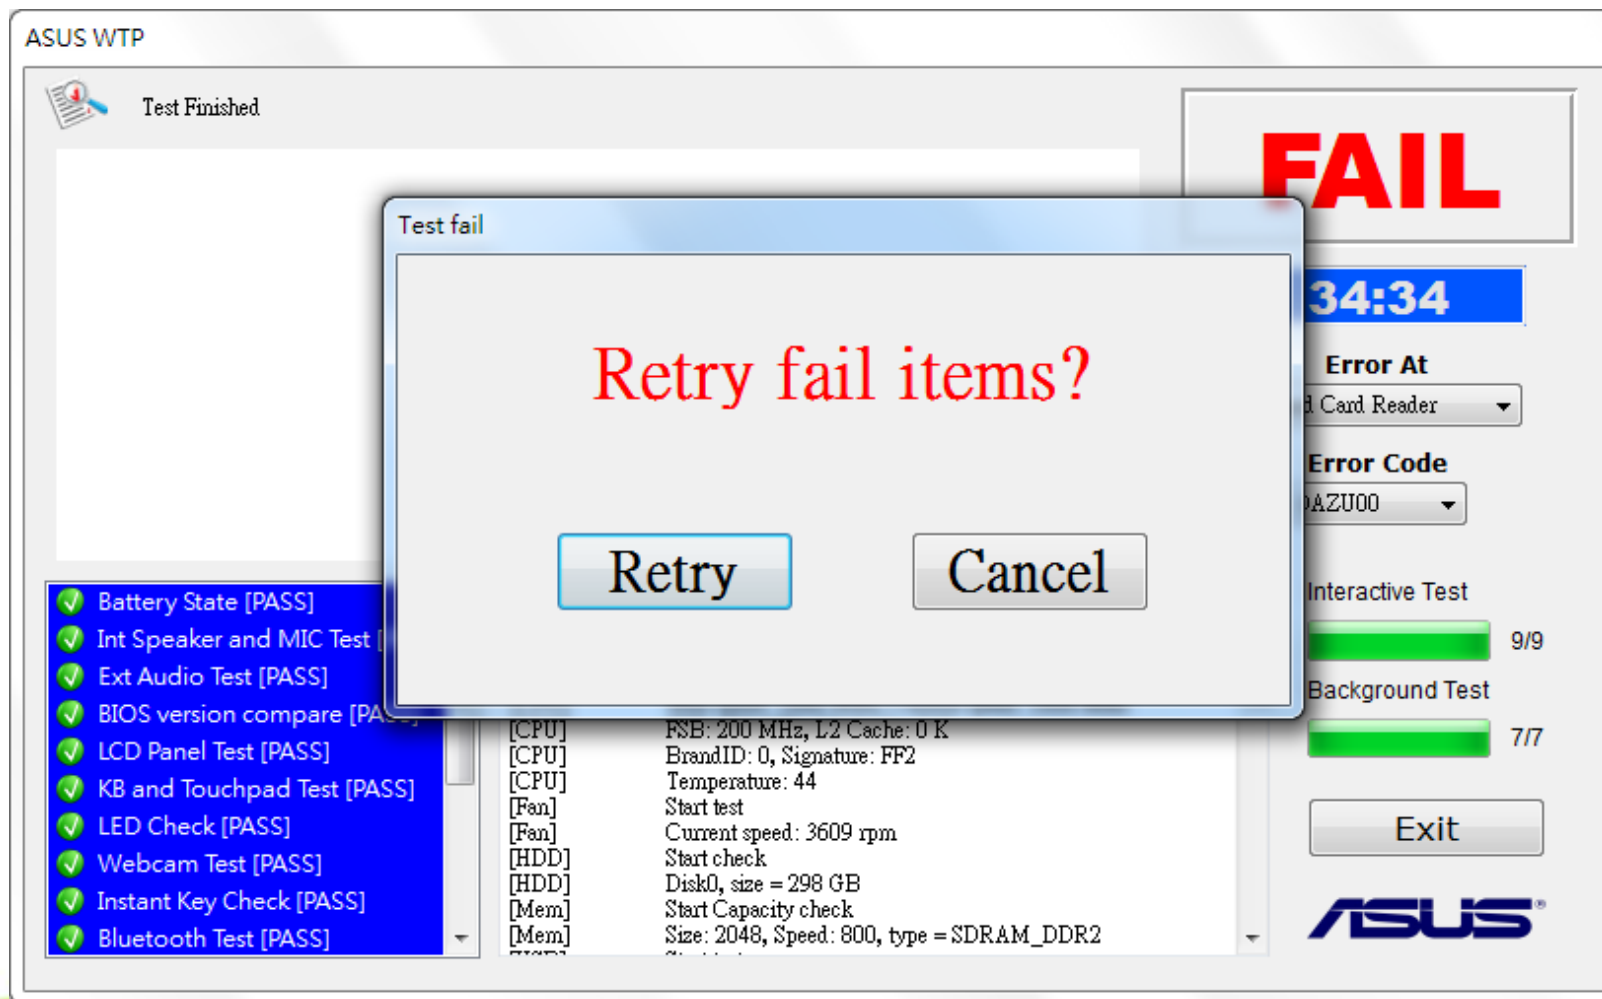 ASUS WTP
Test Finished
FAIL
Test fail
Retry fail items?
Retry
Cancel
34:34
Error At
Card Reader
Error Code
AZU00
Interactive Test
9/9
Background Test
7/7
Exit
ASUS
Battery State [PASS]
Int Speaker and MIC Test [
Ext Audio Test [PASS]
BIOS version compare [PA
LCD Panel Test [PASS]
KB and Touchpad Test [PASS]
LED Check [PASS]
Webcam Test [PASS]
Instant Key Check [PASS]
Bluetooth Test [PASS]
[CPU] FSB: 200 MHz, L2 Cache: 0 K
[CPU] BrandID: 0, Signature: FF2
[CPU] Temperature: 44
[Fan] Start test
[Fan] Current speed: 3609 rpm
[HDD] Start check
[HDD] Disk0, size = 298 GB
[Mem] Start Capacity check
[Mem] Size: 2048, Speed: 800, type = SDRAM_DDR2